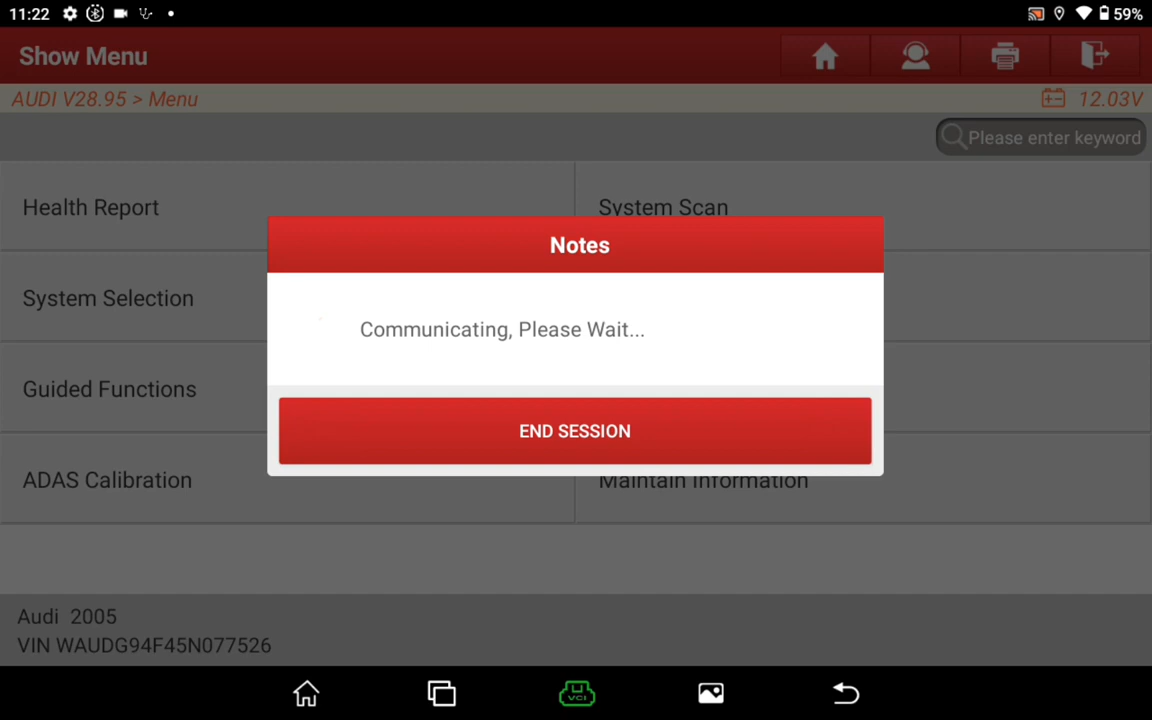 11:22
59%
Show Menu
AUDI V28.95 > Menu
12.03V
Please enter keyword
Health Report
System Scan
Notes
System Selection
Communicating, Please Wait...
Guided Functions
END SESSION
ADAS Calibration
Maintain Information
Audi 2005
VIN WAUDG94F45N077526
VCI